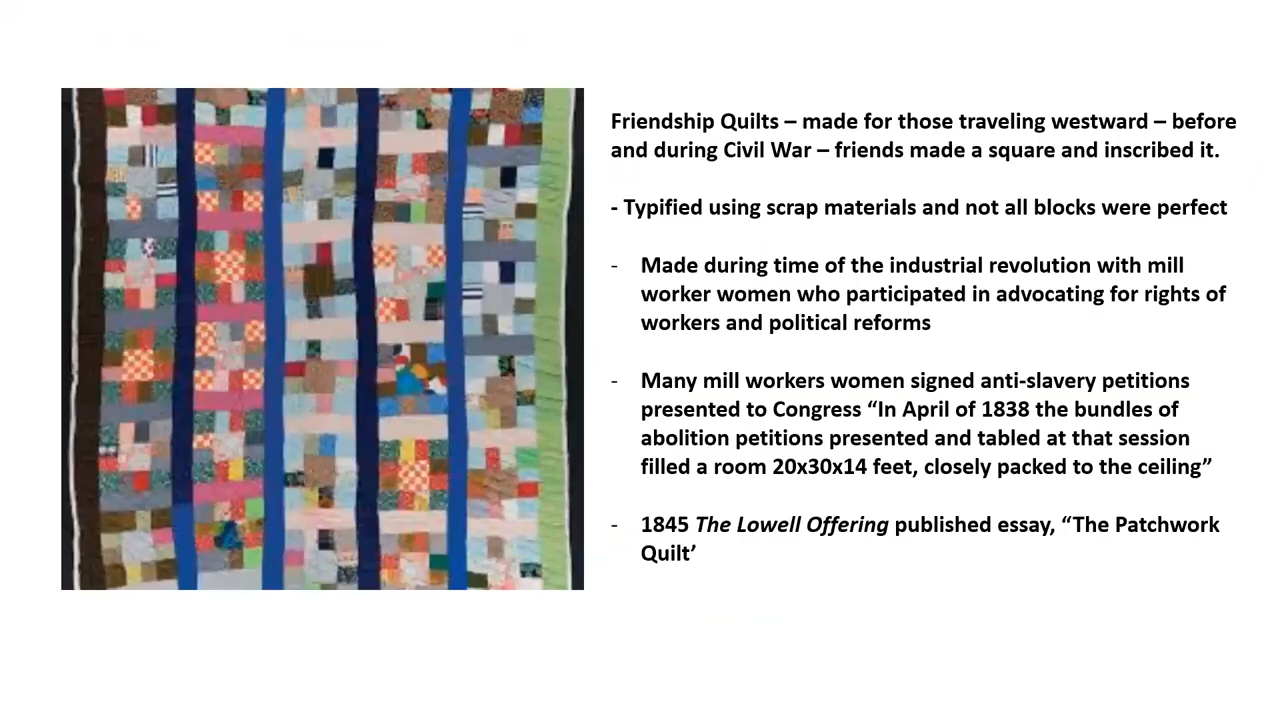 Friendship Quilts – made for those traveling westward – before
and during Civil War – friends made a square and inscribed it.
- Typified using scrap materials and not all blocks were perfect
- Made during time of the industrial revolution with mill
worker women who participated in advocating for rights of
workers and political reforms
- Many mill workers women signed anti-slavery petitions
presented to Congress “In April of 1838 the bundles of
abolition petitions presented and tabled at that session
filled a room 20x30x14 feet, closely packed to the ceiling”
- 1845 The Lowell Offering published essay, “The Patchwork
Quilt’